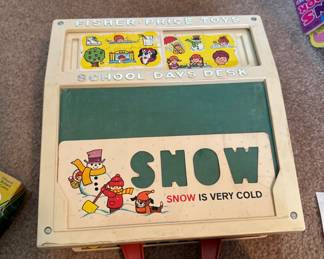 FISHER PRICE TOYS
SCHOOL DAYS DESK
SNOW
SNOW IS VERY COLD